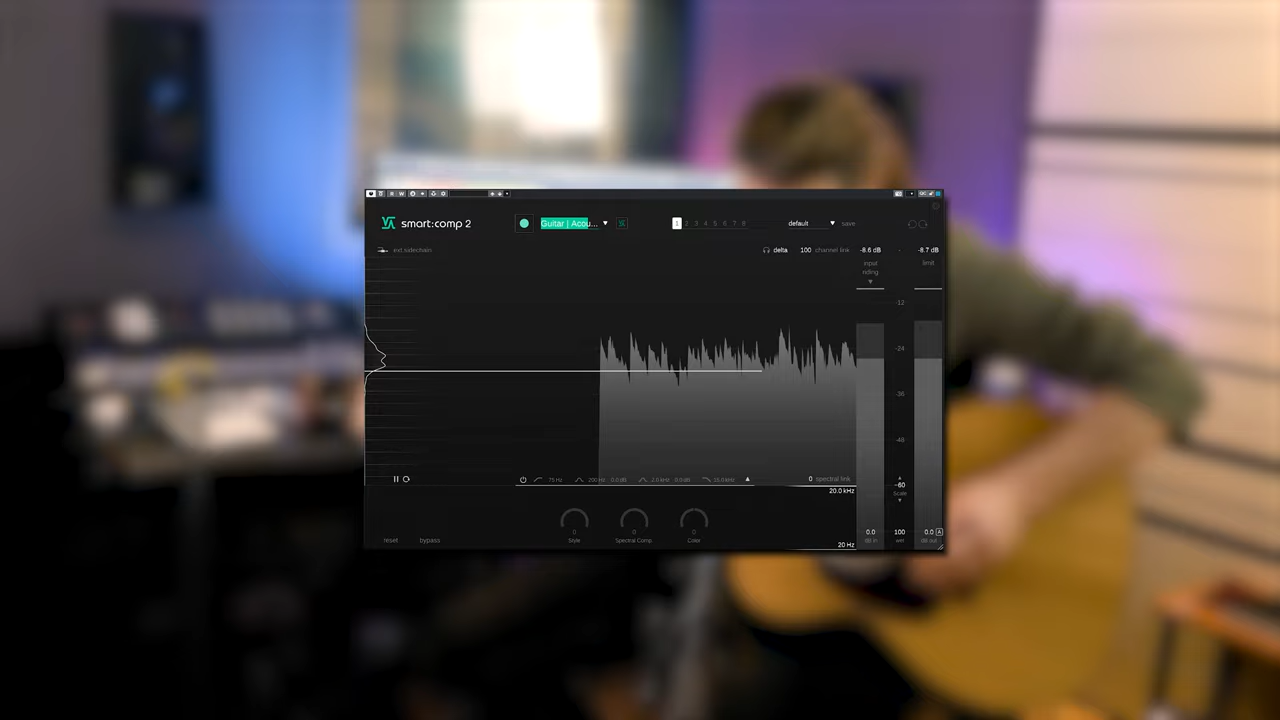 smart:comp 2
Guitar | Acou...
1 2 3 4 5 6 7 8
default
save
ext.sidechain
delta
100 channel link
-8.6 dB
-
-8.7 dB
input
riding
limit
-12
-24
-36
-48
-60
Scale
75 Hz
200 Hz 0.0 dB
2.0 kHz 0.0 dB
15.0 kHz
0 spectral link
20.0 kHz
0
0
0
Style
Spectral Comp
Color
reset
bypass
20 Hz
0.0
dB in
100
wet
0.0 A
dB out